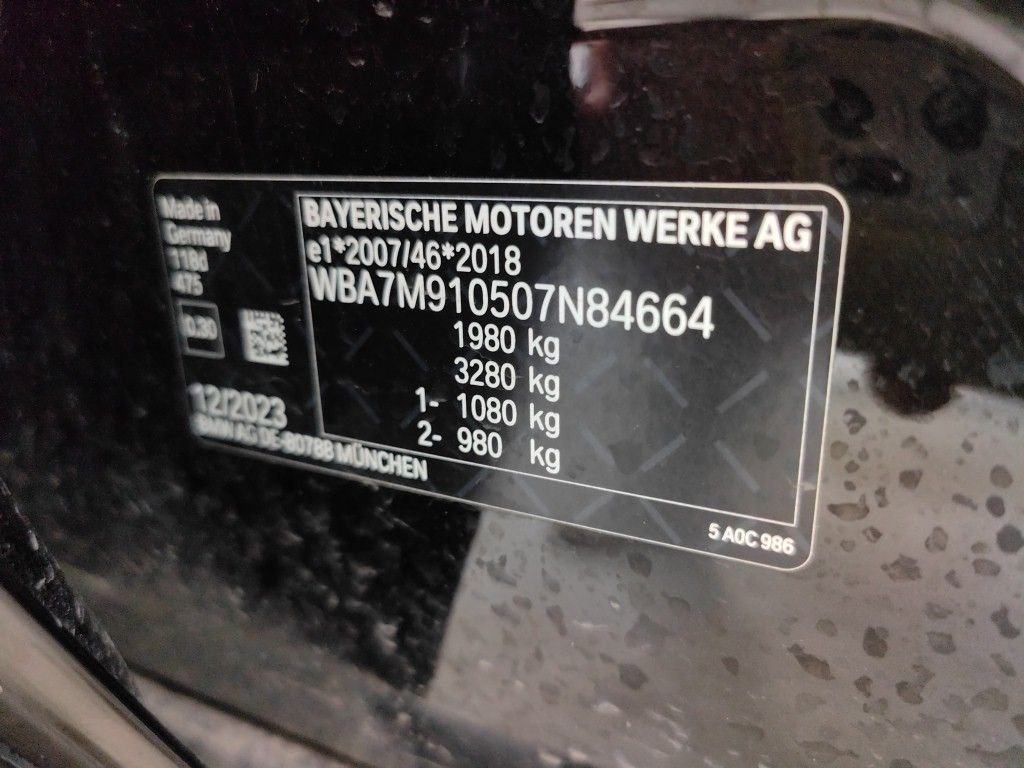 Made in
Germany
118d
475
0.30
12/2023
BMW AG DE-80788 MÜNCHEN
BAYERISCHE MOTOREN WERKE AG
e1*2007/46*2018
WBA7M910507N84664
1980 kg
3280 kg
1- 1080 kg
2- 980 kg
5 A0C 986